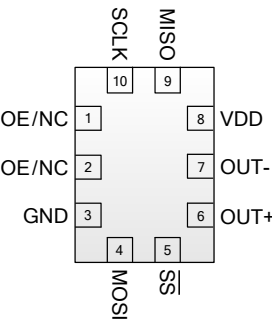 SCLK
MISO
10
9
OE/NC 1
8 VDD
OE/NC 2
7 OUT-
GND 3
6 OUT+
4
5
MOSI
S̅S̅